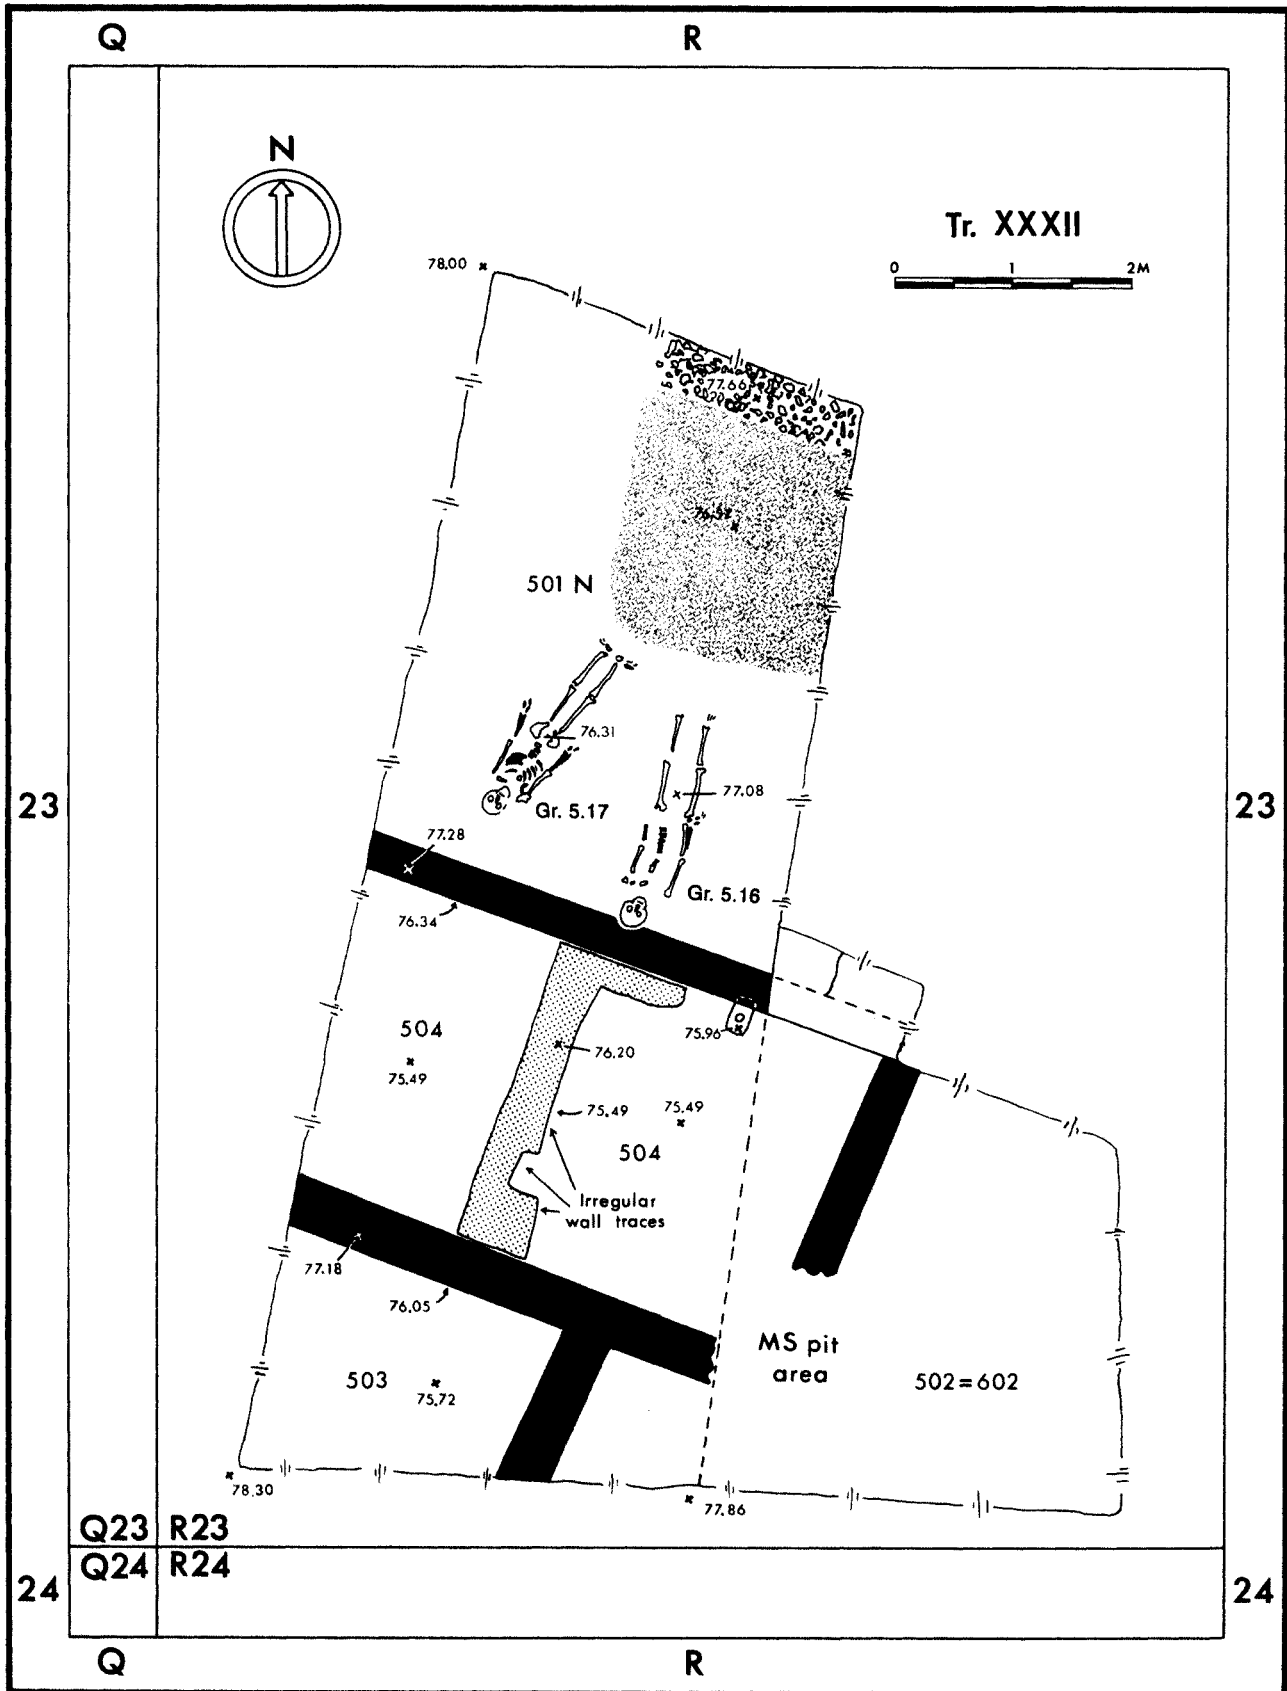 Q R
N
Tr. XXXII
0 1 2M
78.00
77.66
501 N
76.31
23 23
Gr. 5.17
77.08
77.28
Gr. 5.16
76.34
504
75.96
76.20
75.49
75.49 75.49
504
Irregular
wall traces
77.18
76.05
MS pit
area
503
502=602
75.72
78.30
77.86
Q23 R23
Q24 R24
24 24
Q R